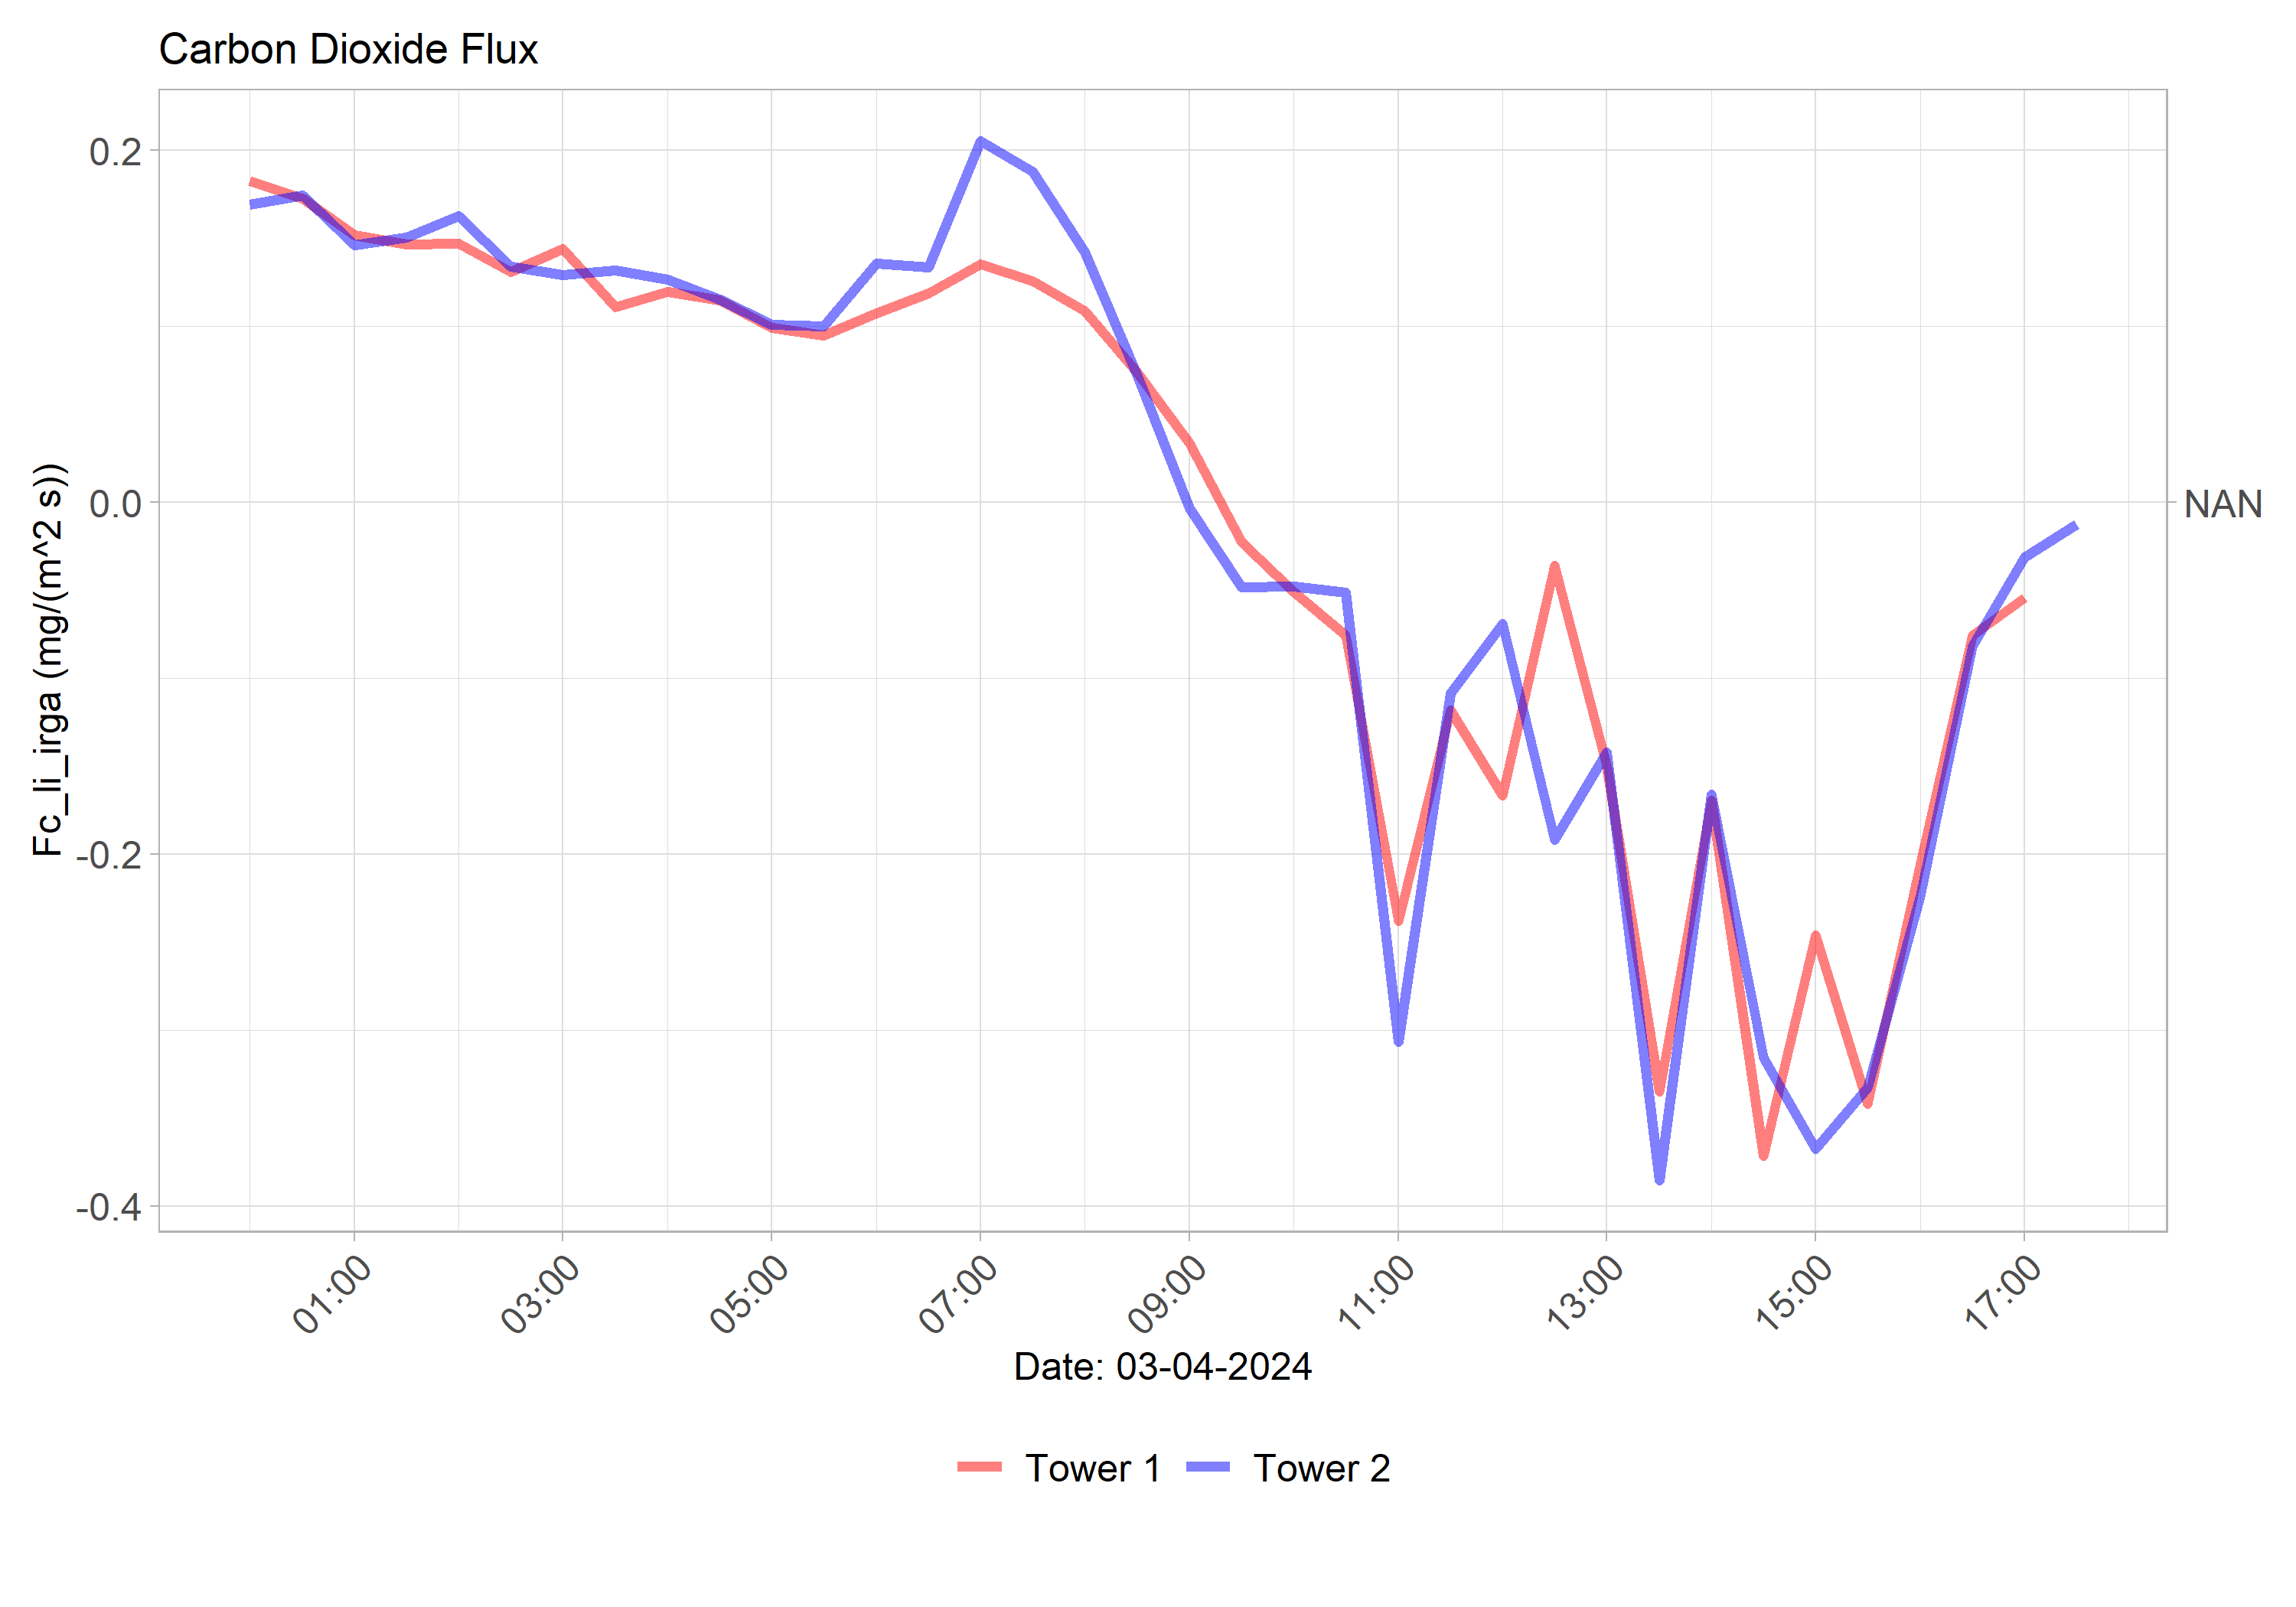 Carbon Dioxide Flux
Fc_li_irga (mg/(m^2 s))
0.2
0.0
-0.2
-0.4
NAN
01:00
03:00
05:00
07:00
09:00
11:00
13:00
15:00
17:00
Date: 03-04-2024
Tower 1
Tower 2